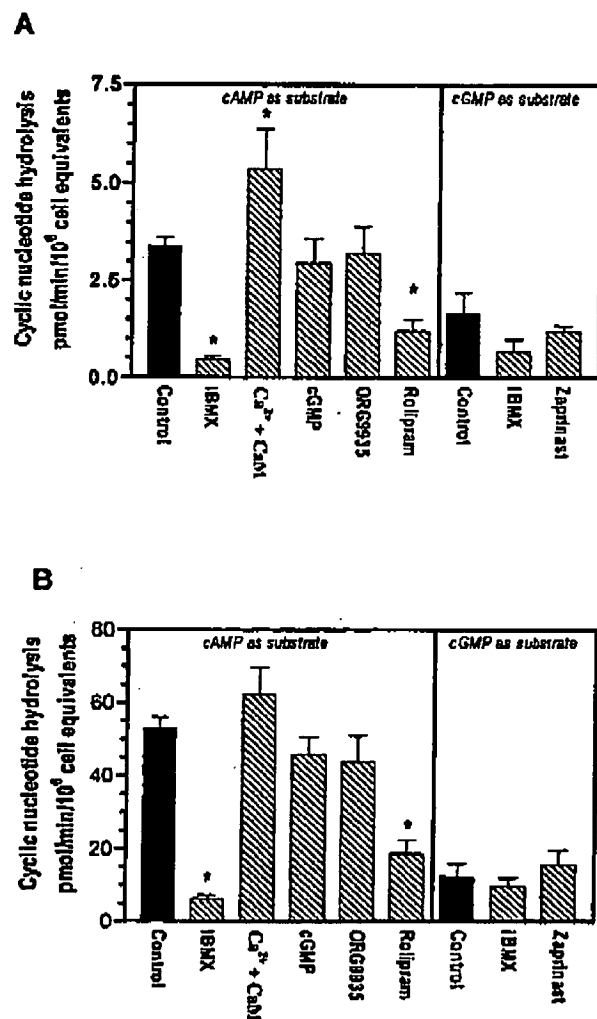 A
Cyclic nucleotide hydrolysis
pmol/min/10⁶ cell equivalents
7.5
5.0
2.5
0.0
cAMP as substrate
cGMP as substrate
*
*
*
Control
IBMX
Ca²⁺ + CaM
cGMP
ORG9935
Rolipram
Control
IBMX
Zaprinast
B
Cyclic nucleotide hydrolysis
pmol/min/10⁶ cell equivalents
80
60
40
20
0
cAMP as substrate
cGMP as substrate
*
*
Control
IBMX
Ca²⁺ + CaM
cGMP
ORG9935
Rolipram
Control
IBMX
Zaprinast